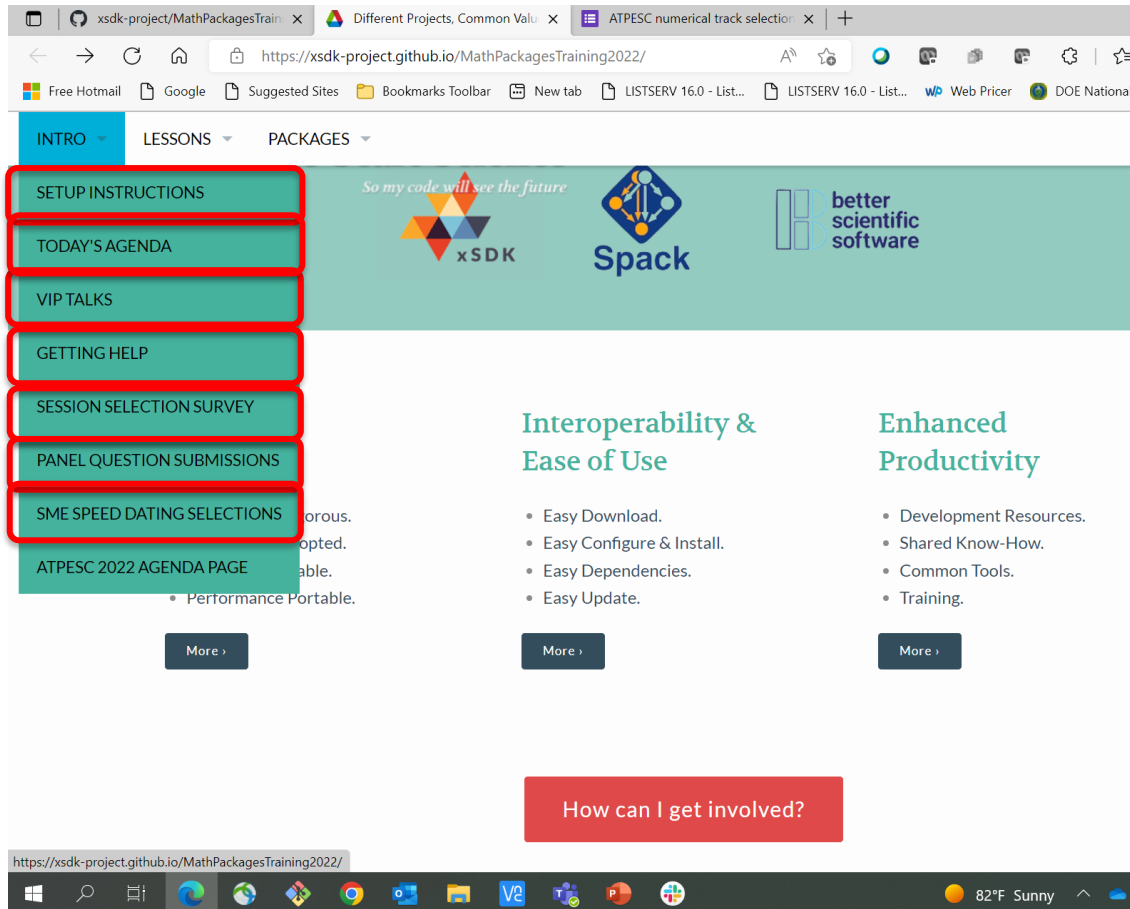 xsdk-project/MathPackagesTrain
Different Projects, Common Valu
ATPESC numerical track selection
https://xsdk-project.github.io/MathPackagesTraining2022/
Free Hotmail
Google
Suggested Sites
Bookmarks Toolbar
New tab
LISTSERV 16.0 - List...
LISTSERV 16.0 - List...
Web Pricer
DOE National
INTRO
LESSONS
PACKAGES
SETUP INSTRUCTIONS
TODAY'S AGENDA
VIP TALKS
GETTING HELP
SESSION SELECTION SURVEY
PANEL QUESTION SUBMISSIONS
SME SPEED DATING SELECTIONS
ATPESC 2022 AGENDA PAGE
So my code will see the future
xSDK
Spack
better
scientific
software
orous.
opted.
able.
Performance Portable.
More ›
Interoperability &
Ease of Use
Easy Download.
Easy Configure & Install.
Easy Dependencies.
Easy Update.
More ›
Enhanced
Productivity
Development Resources.
Shared Know-How.
Common Tools.
Training.
More ›
How can I get involved?
https://xsdk-project.github.io/MathPackagesTraining2022/
82°F Sunny